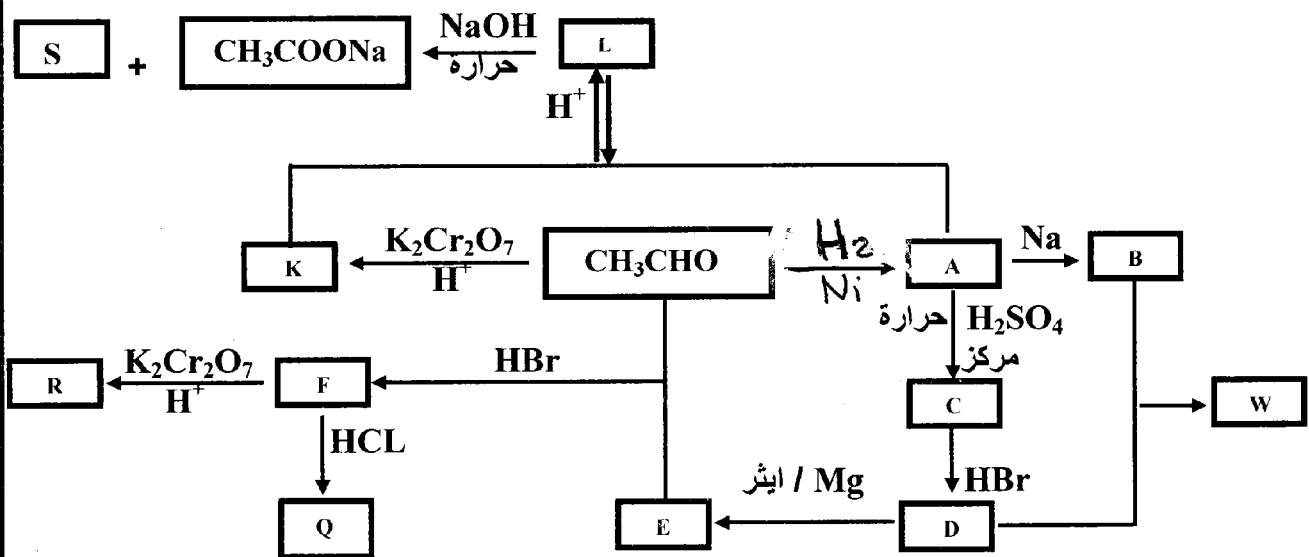 S + CH₃COONa NaOH حرارة L
H⁺
K K₂Cr₂O₇ H⁺ CH₃CHO H₂ Ni A Na B
حرارة H₂SO₄ مركز
R K₂Cr₂O₇ H⁺ F HBr C W
HCL HBr
Q E ايثر / Mg D